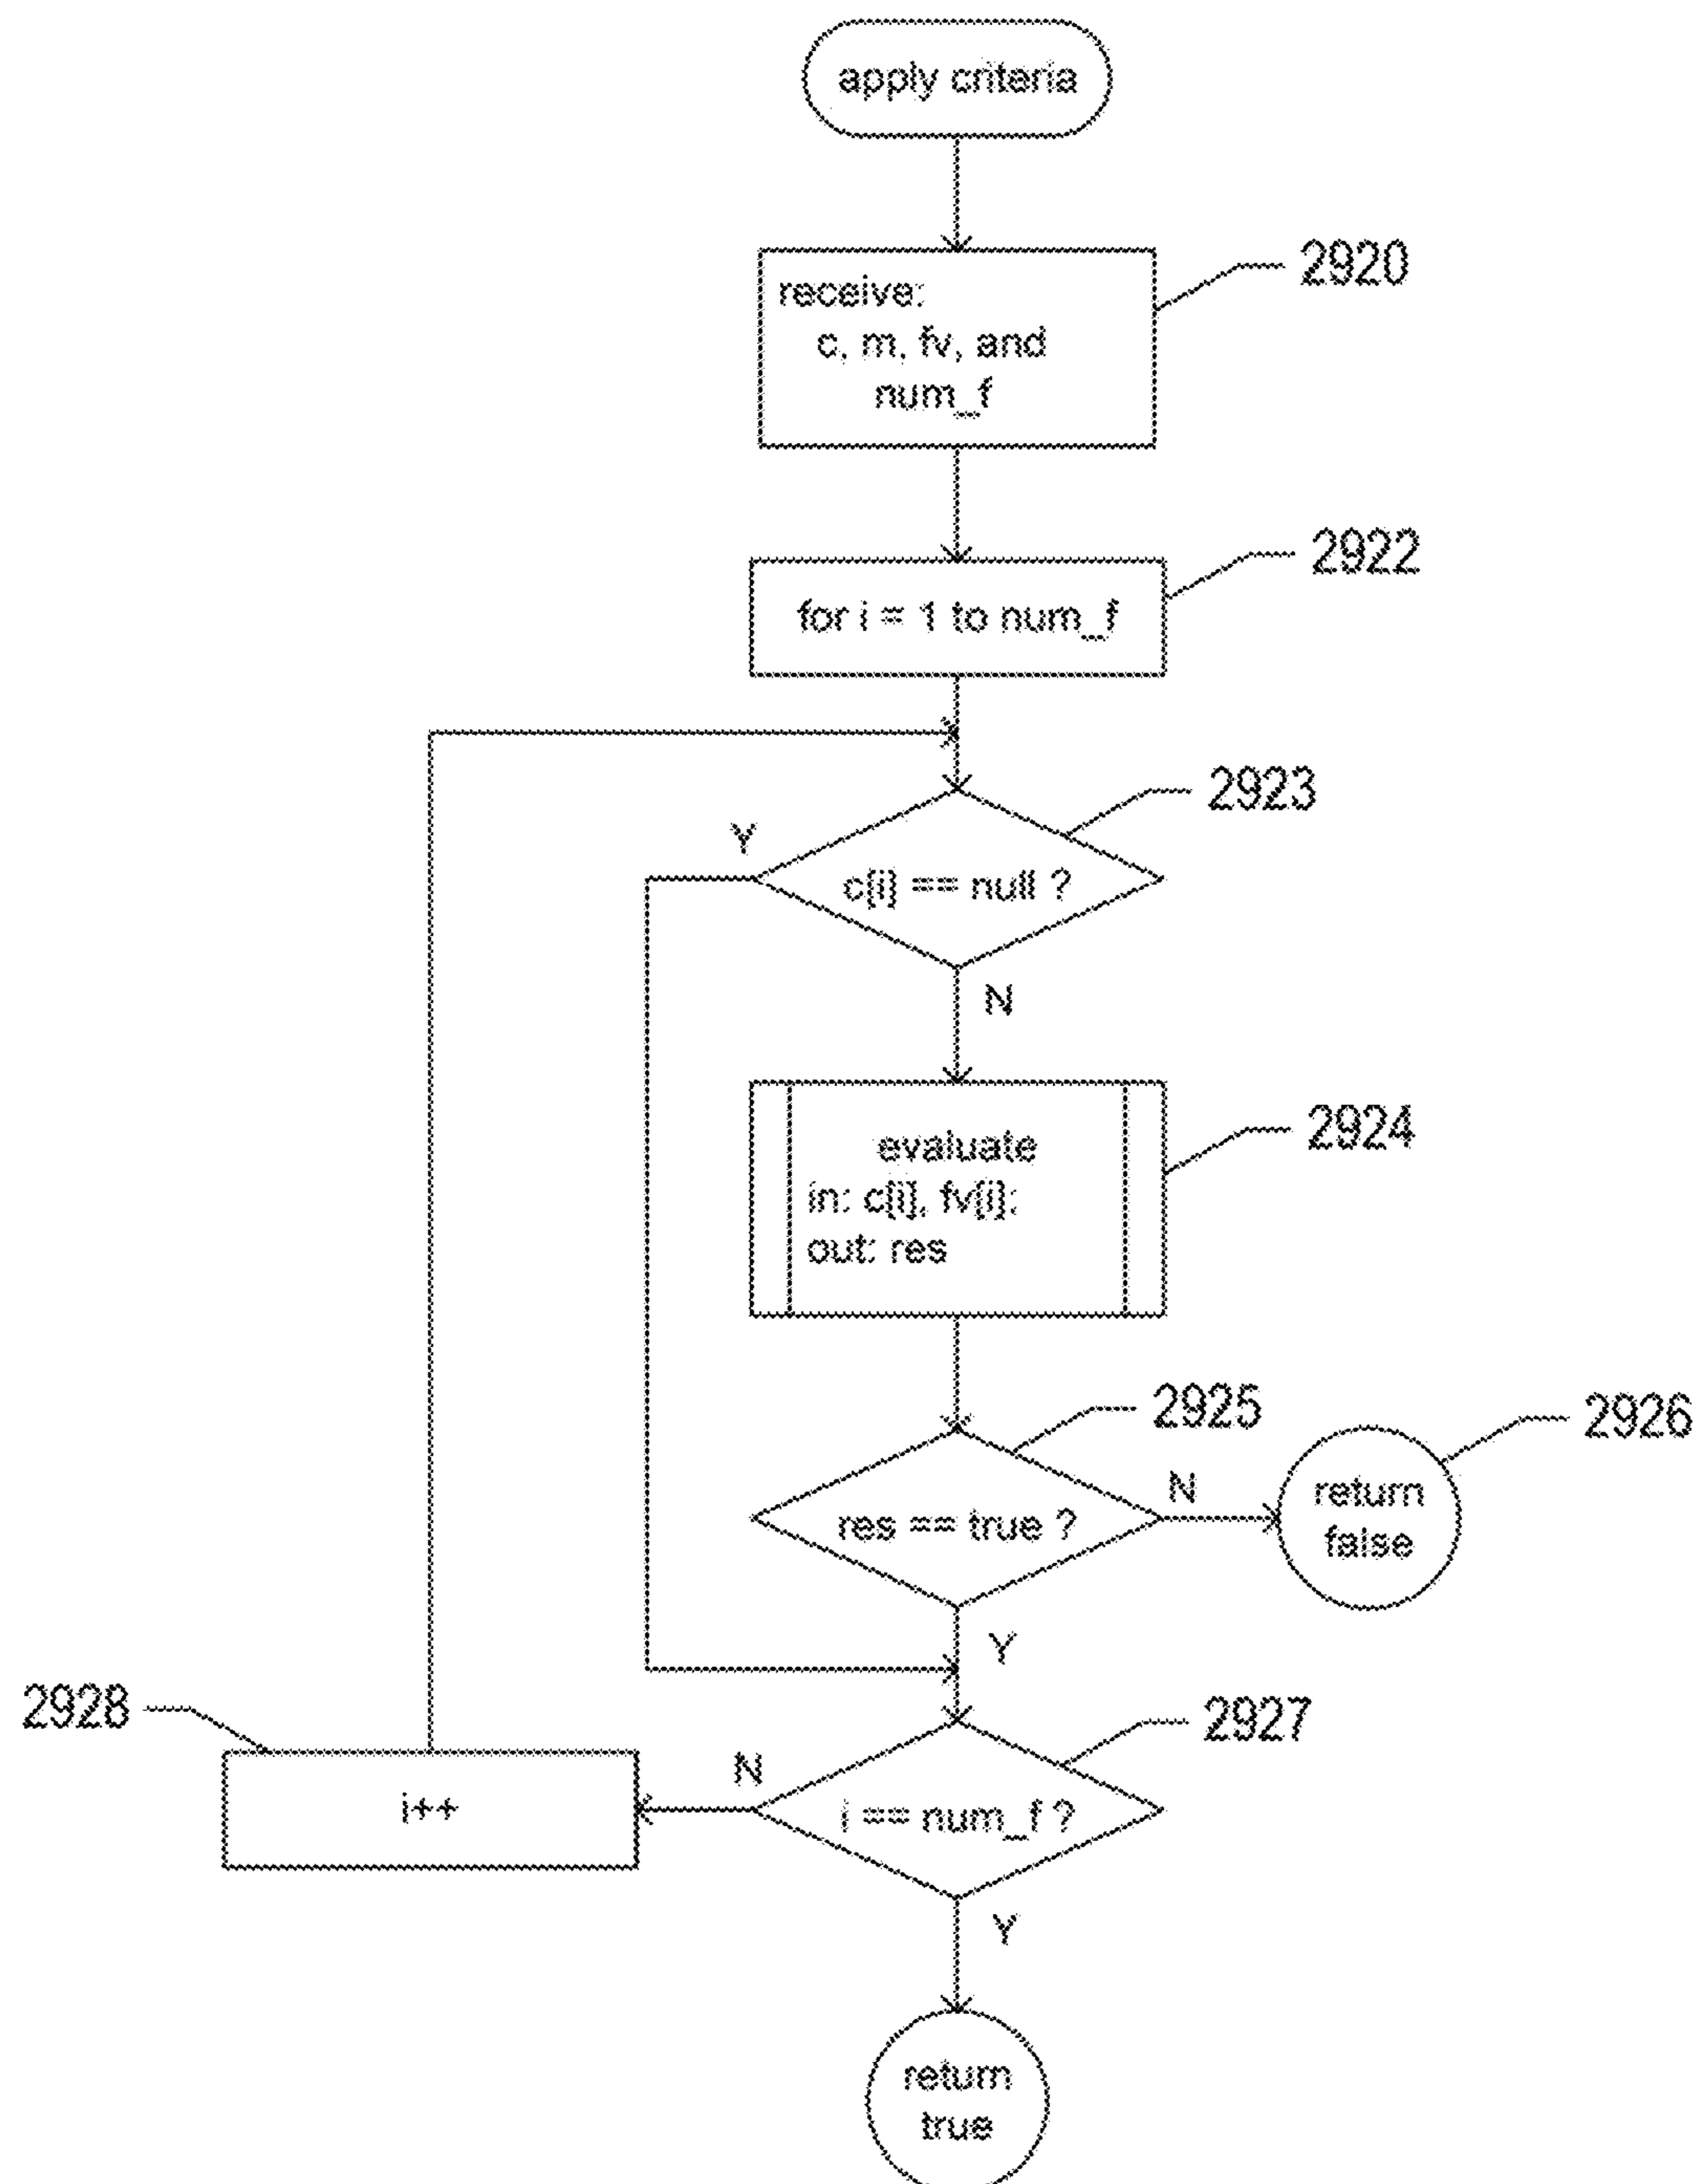 apply criteria
receive:
c, m, fv, and
num_f
2920
for i = 1 to num_f
2922
c[i] == null ?
2923
Y
N
evaluate
in: c[i], fv[i];
out: res
2924
res == true ?
2925
N
return
false
2926
Y
i == num_f ?
2927
N
i++
2928
Y
return
true